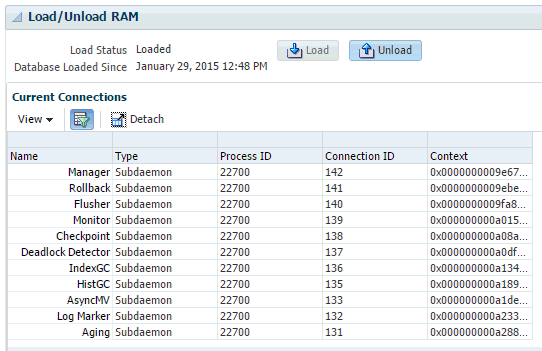 Load/Unload RAM
Load Status Loaded Load Unload
Database Loaded Since January 29, 2015 12:48 PM
Current Connections
View Detach
Name Type Process ID Connection ID Context
Manager Subdaemon 22700 142 0x0000000009e67...
Rollback Subdaemon 22700 141 0x0000000009ebe...
Flusher Subdaemon 22700 140 0x0000000009fa8...
Monitor Subdaemon 22700 139 0x000000000a015...
Checkpoint Subdaemon 22700 138 0x000000000a08a...
Deadlock Detector Subdaemon 22700 137 0x000000000a0df...
IndexGC Subdaemon 22700 136 0x000000000a134...
HistGC Subdaemon 22700 135 0x000000000a189...
AsyncMV Subdaemon 22700 133 0x000000000a1de...
Log Marker Subdaemon 22700 132 0x000000000a233...
Aging Subdaemon 22700 131 0x000000000a288...